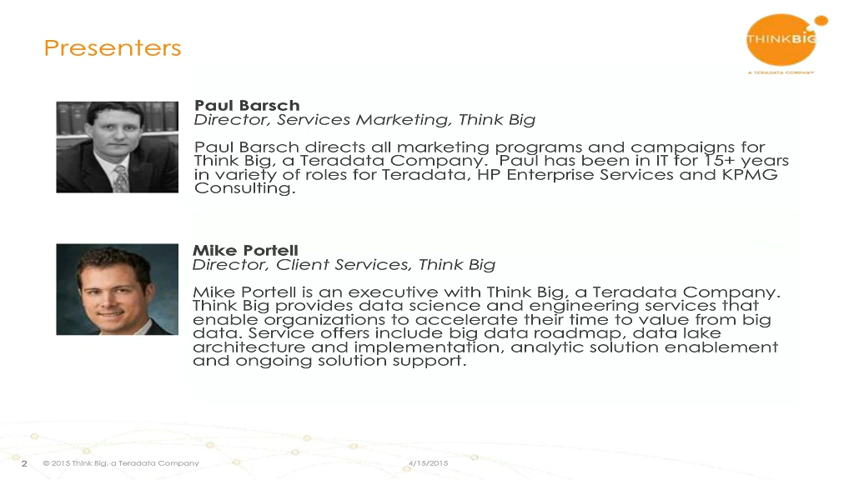 Presenters
THINKBIG
A TERADATA COMPANY
Paul Barsch
Director, Services Marketing, Think Big
Paul Barsch directs all marketing programs and campaigns for
Think Big, a Teradata Company.  Paul has been in IT for 15+ years
in variety of roles for Teradata, HP Enterprise Services and KPMG
Consulting.
Mike Portell
Director, Client Services, Think Big
Mike Portell is an executive with Think Big, a Teradata Company.
Think Big provides data science and engineering services that
enable organizations to accelerate their time to value from big
data. Service offers include big data roadmap, data lake
architecture and implementation, analytic solution enablement
and ongoing solution support.
2 © 2015 Think Big, a Teradata Company 4/15/2015